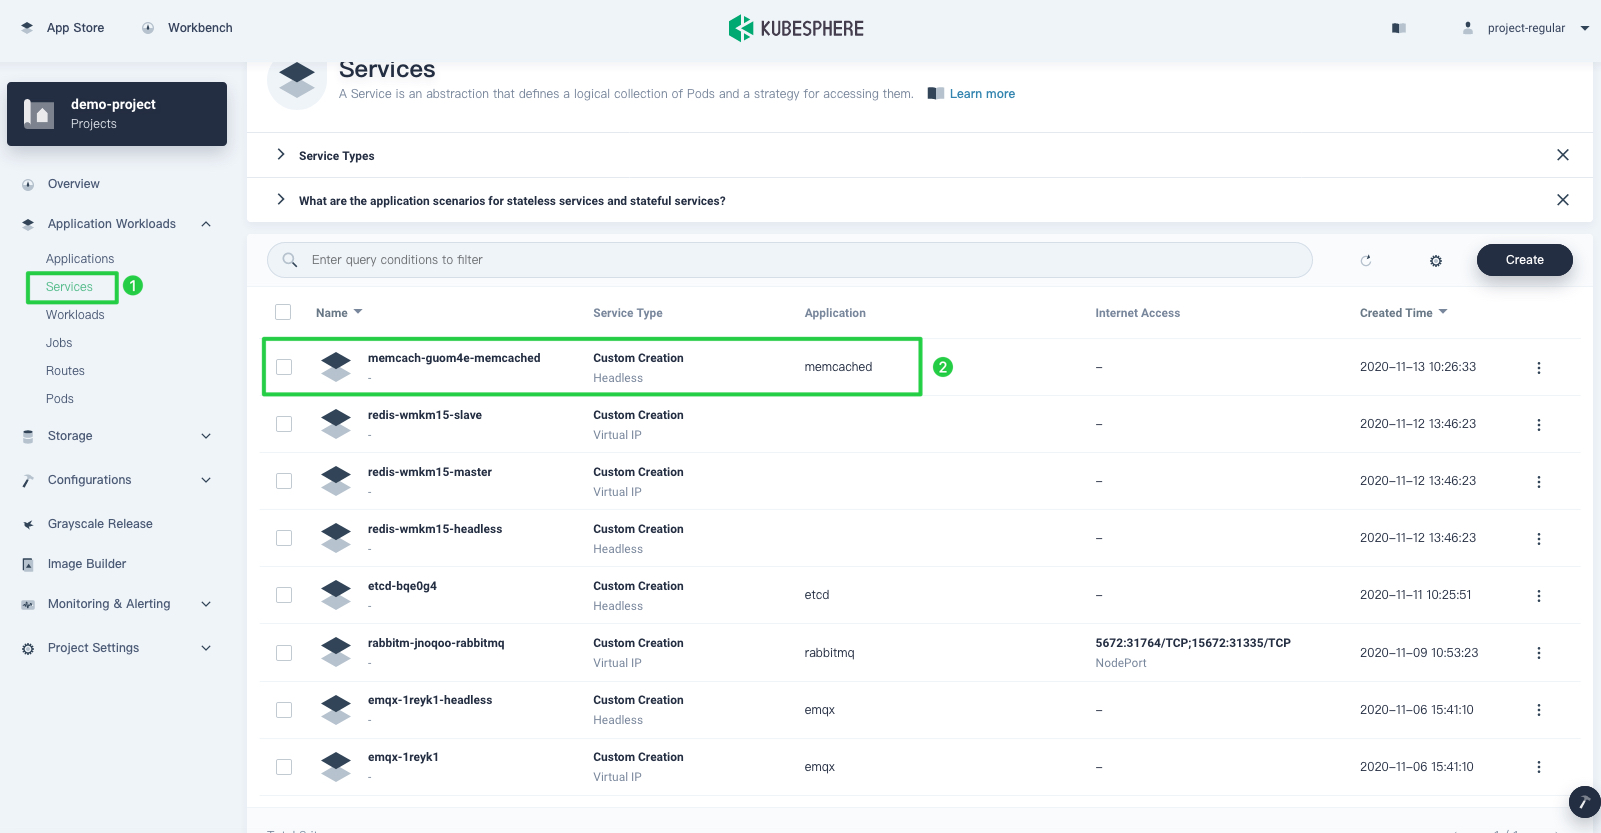 App Store
Workbench
KUBESPHERE
project-regular
demo-project
Projects
Overview
Application Workloads
Applications
Services
1
Workloads
Jobs
Routes
Pods
Storage
Configurations
Grayscale Release
Image Builder
Monitoring & Alerting
Project Settings
Services
A Service is an abstraction that defines a logical collection of Pods and a strategy for accessing them. Learn more
Service Types
What are the application scenarios for stateless services and stateful services?
Enter query conditions to filter
Create
Name Service Type Application Internet Access Created Time
memcach-guom4e-memcached Custom Creation memcached – 2020–11–13 10:26:33
- Headless
2
redis-wmkm15-slave Custom Creation – 2020–11–12 13:46:23
- Virtual IP
redis-wmkm15-master Custom Creation – 2020–11–12 13:46:23
- Virtual IP
redis-wmkm15-headless Custom Creation – 2020–11–12 13:46:23
- Headless
etcd-bqe0g4 Custom Creation etcd – 2020–11–11 10:25:51
- Headless
rabbitm-jnoqoo-rabbitmq Custom Creation rabbitmq 5672:31764/TCP;15672:31335/TCP 2020–11–09 10:53:23
- Virtual IP NodePort
emqx-1reyk1-headless Custom Creation emqx – 2020–11–06 15:41:10
- Headless
emqx-1reyk1 Custom Creation emqx – 2020–11–06 15:41:10
- Virtual IP